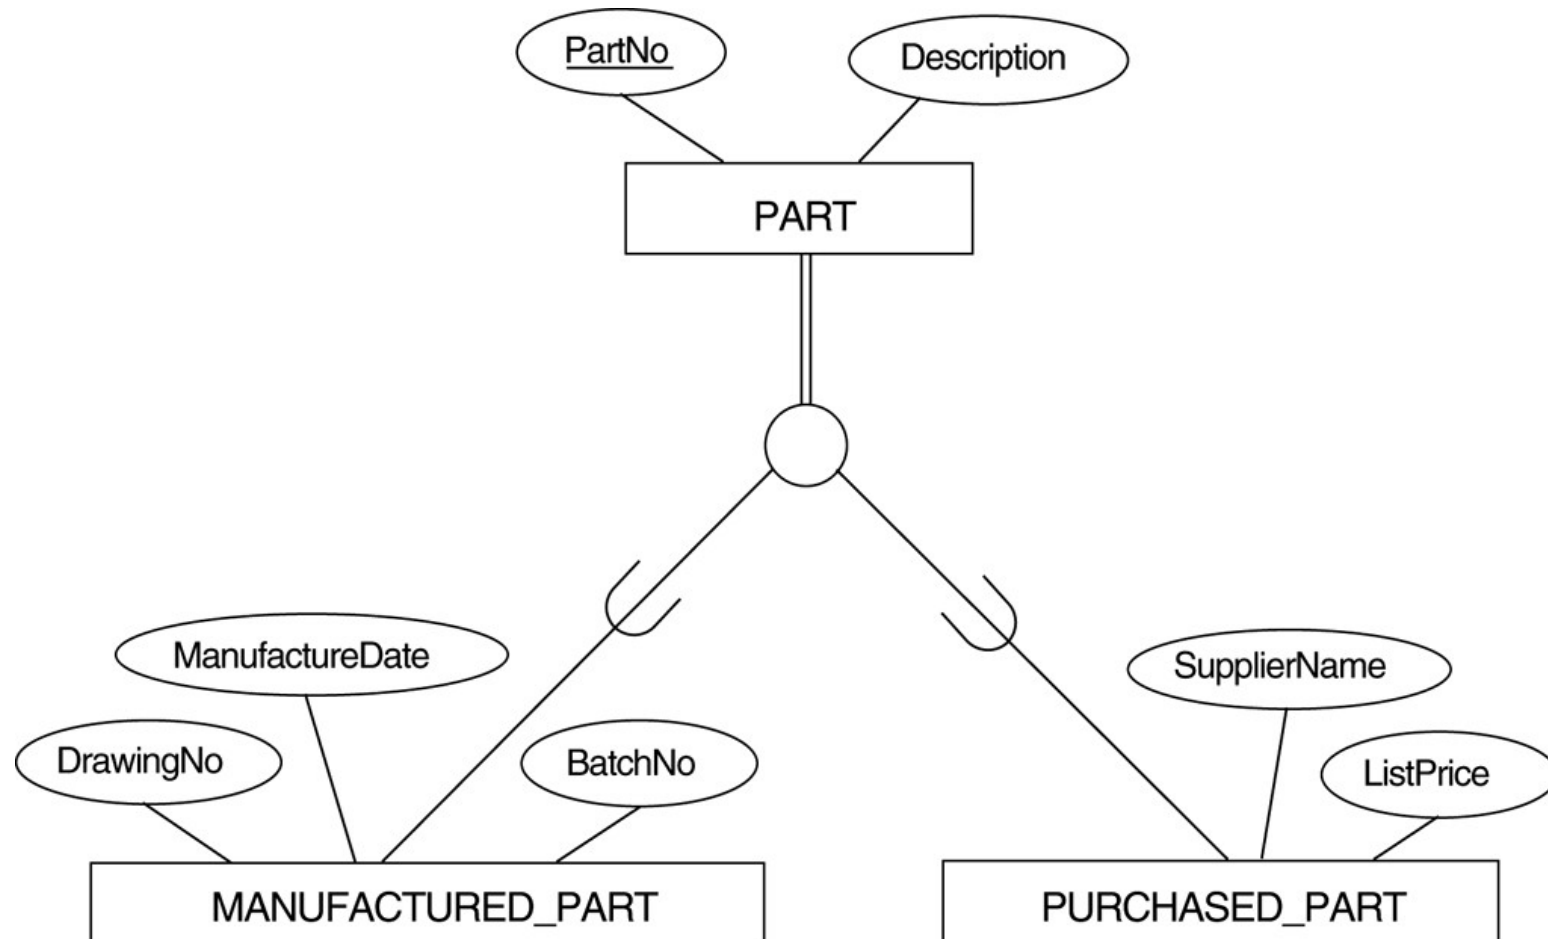 PartNo
Description
PART
ManufactureDate
SupplierName
DrawingNo
BatchNo
ListPrice
MANUFACTURED_PART
PURCHASED_PART